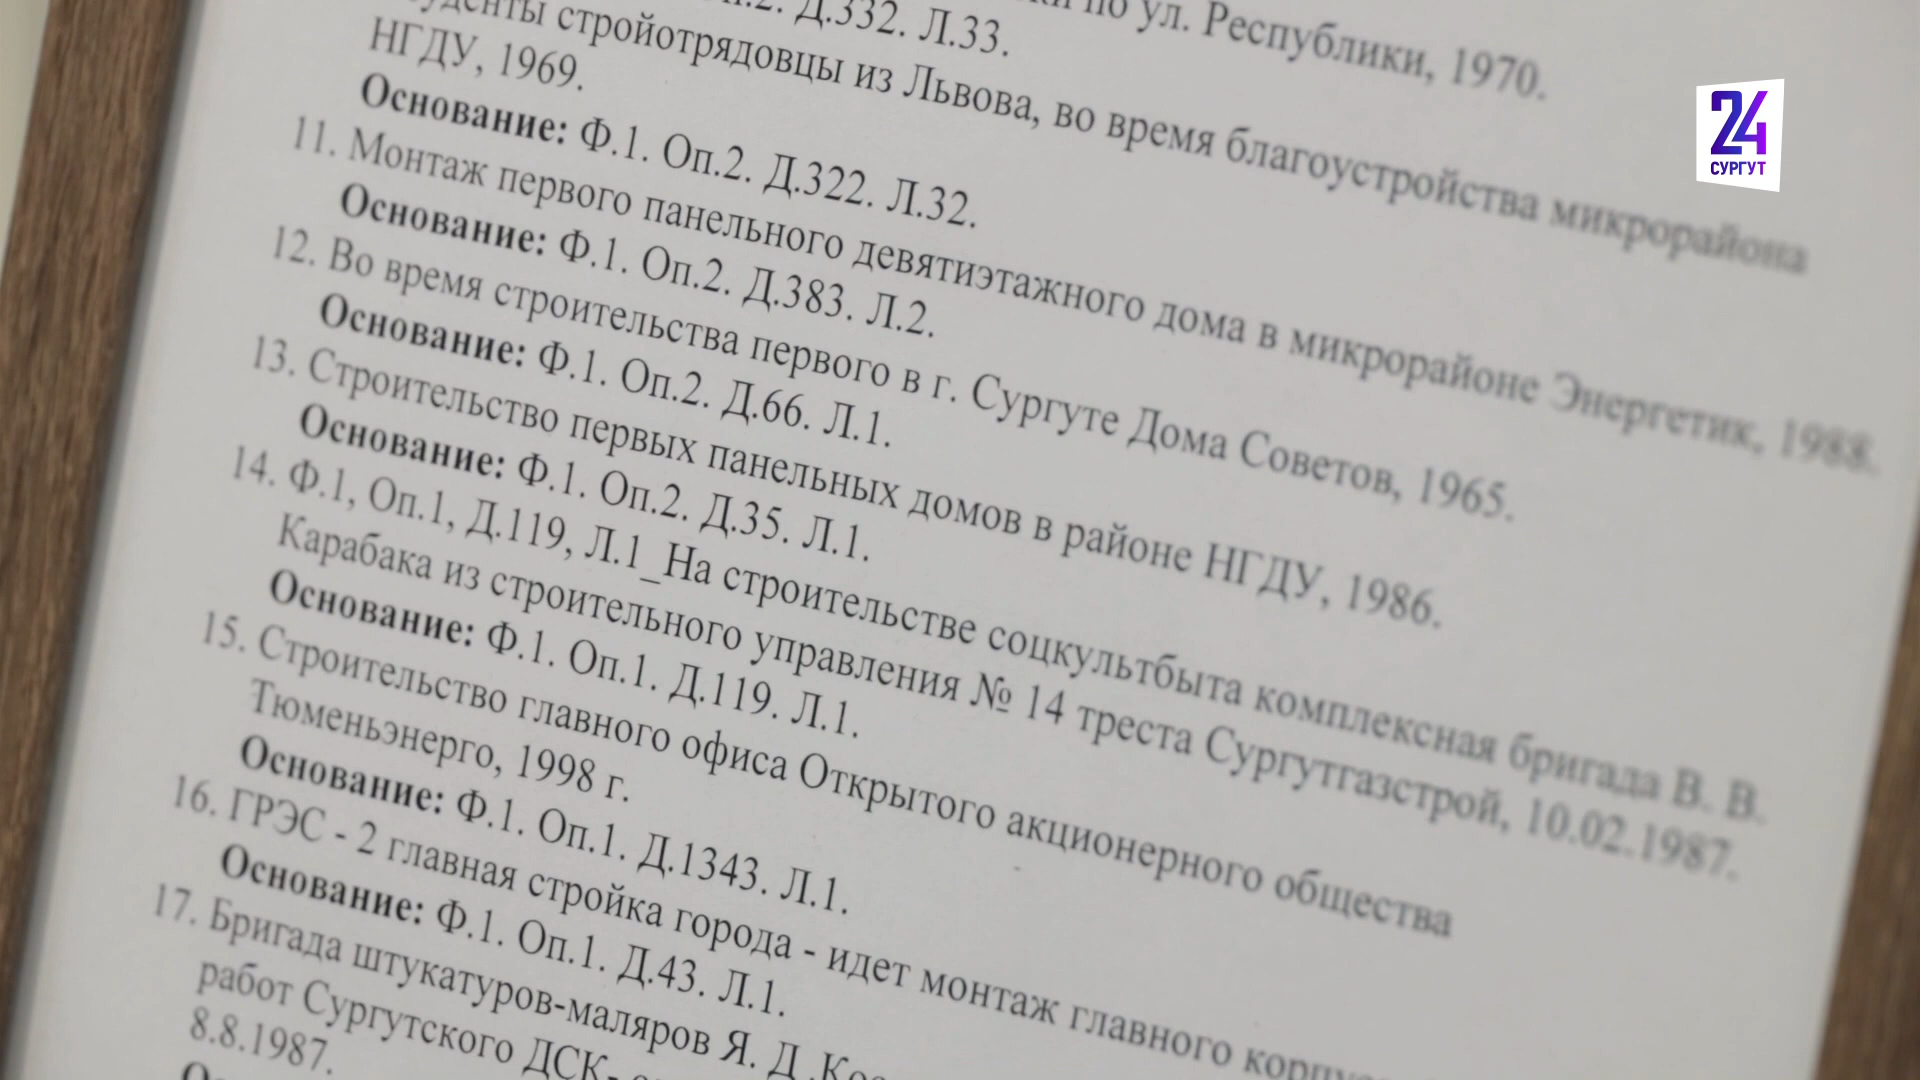 по ул. Республики, 1970.
Оп.2. Д.332. Л.33.
стройотрядовцы из Львова, во время благоустройства микрорайона
НГДУ, 1969.
Основание: Ф.1. Оп.2. Д.322. Л.32.
11. Монтаж первого панельного девятиэтажного дома в микрорайоне Энергетик, 1988.
Основание: Ф.1. Оп.2. Д.383. Л.2.
12. Во время строительства первого в г. Сургуте Дома Советов, 1965.
Основание: Ф.1. Оп.2. Д.66. Л.1.
13. Строительство первых панельных домов в районе НГДУ, 1986.
Основание: Ф.1. Оп.2. Д.35. Л.1.
14. Ф.1, Оп.1, Д.119, Л.1_На строительстве соцкультбыта комплексная бригада В. В.
Карабака из строительного управления № 14 треста Сургутгазстрой, 10.02.1987.
Основание: Ф.1. Оп.1. Д.119. Л.1.
15. Строительство главного офиса Открытого акционерного общества
Тюменьэнерго, 1998 г.
Основание: Ф.1. Оп.1. Д.1343. Л.1.
16. ГРЭС - 2 главная стройка города - идет монтаж главного
Основание: Ф.1. Оп.1. Д.43. Л.1.
17. Бригада штукатуров-маляров Я. Д
работ Сургутского ДСК-
8.8.1987.
24
СУРГУТ